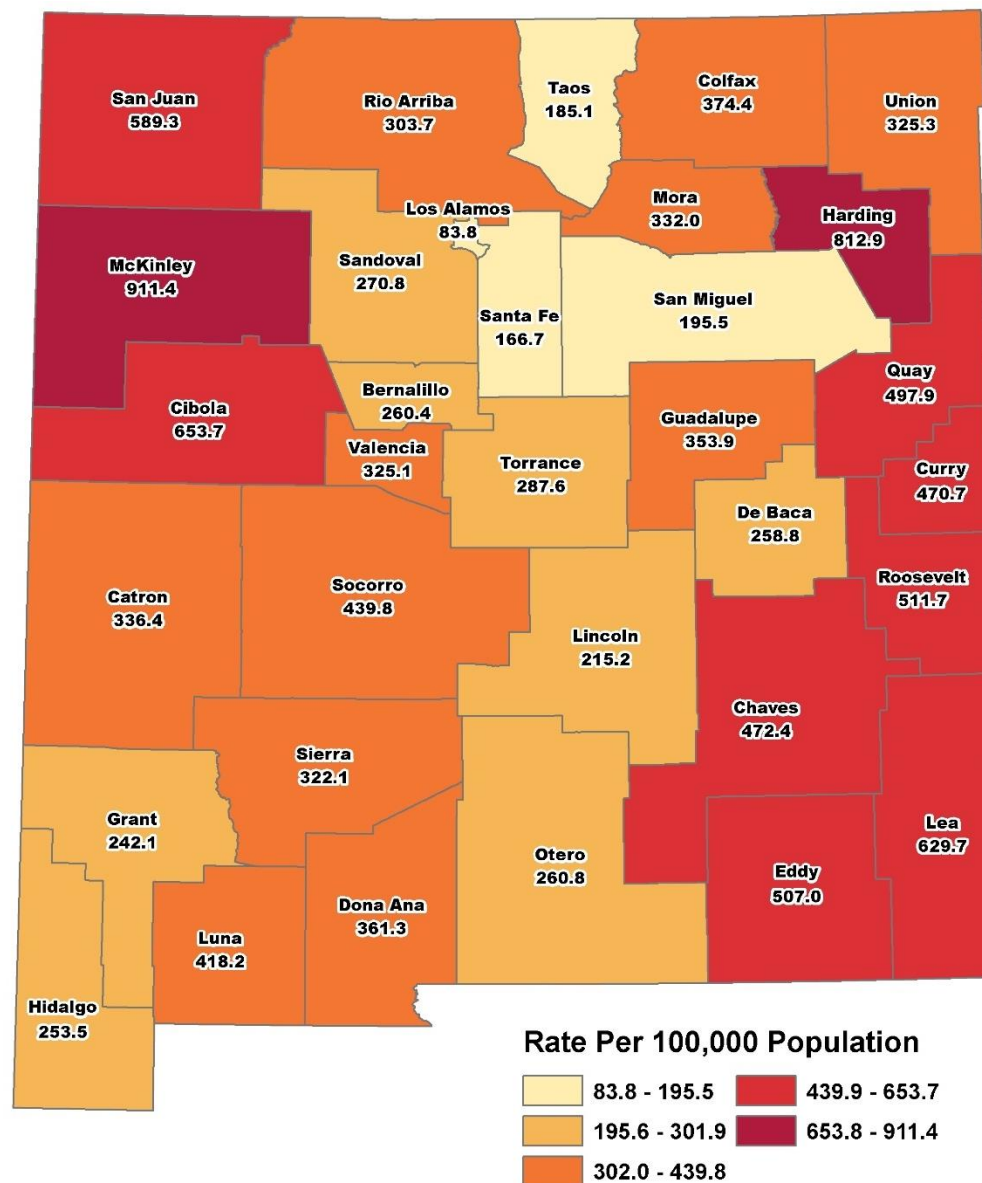 San Juan
589.3
Rio Arriba
303.7
Taos
185.1
Colfax
374.4
Union
325.3
Los Alamos
83.8
Mora
332.0
Harding
812.9
McKinley
911.4
Sandoval
270.8
Santa Fe
166.7
San Miguel
195.5
Quay
497.9
Cibola
653.7
Bernalillo
260.4
Valencia
325.1
Torrance
287.6
Guadalupe
353.9
Curry
470.7
De Baca
258.8
Roosevelt
511.7
Catron
336.4
Socorro
439.8
Lincoln
215.2
Chaves
472.4
Sierra
322.1
Grant
242.1
Otero
260.8
Lea
629.7
Eddy
507.0
Dona Ana
361.3
Luna
418.2
Hidalgo
253.5
Rate Per 100,000 Population
83.8 - 195.5
195.6 - 301.9
302.0 - 439.8
439.9 - 653.7
653.8 - 911.4